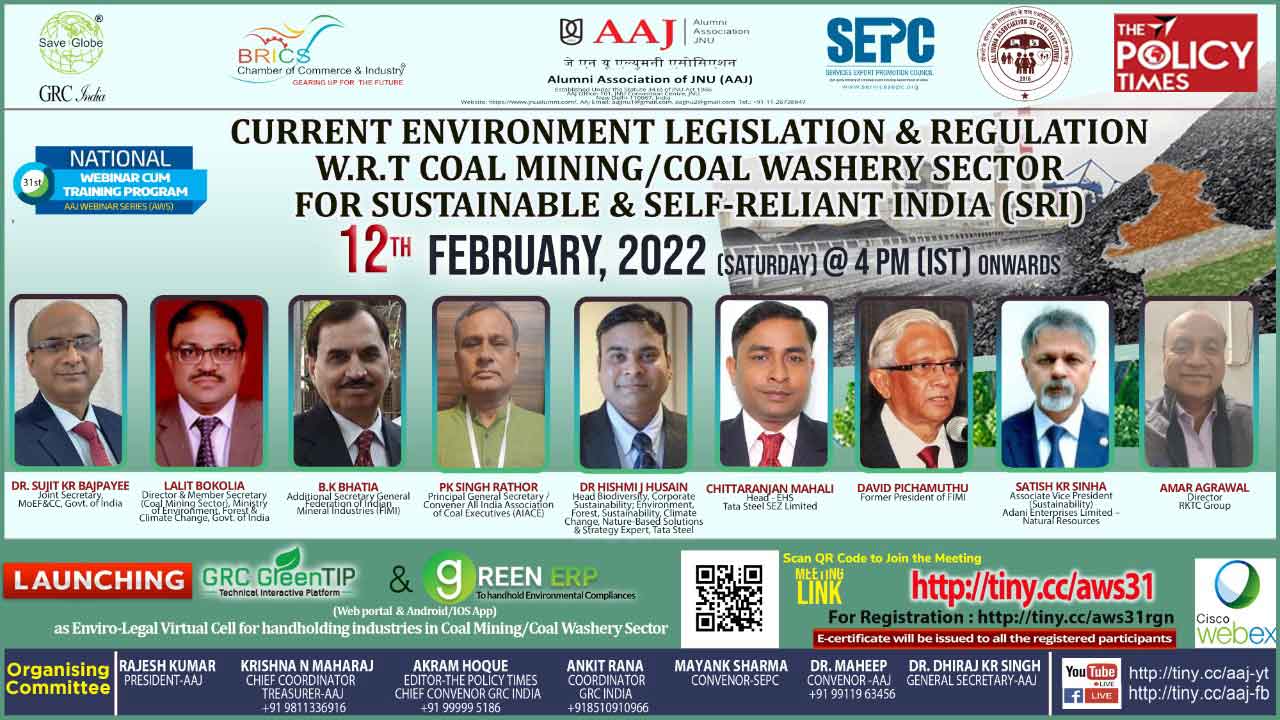 Save Globe
GRC India
BRICS
Chamber of Commerce & Industry
GEARING UP FOR THE FUTURE
AAJ Alumni Association JNU
जे एन यू एल्युमनी एसोसिएशन
Alumni Association of JNU (AAJ)
SEPC
SERVICES EXPORT PROMOTION COUNCIL
www.servicesepc.org
THE POLICY TIMES
CURRENT ENVIRONMENT LEGISLATION & REGULATION
W.R.T COAL MINING/COAL WASHERY SECTOR
FOR SUSTAINABLE & SELF-RELIANT INDIA (SRI)
31st
NATIONAL
WEBINAR CUM
TRAINING PROGRAM
AAJ WEBINAR SERIES (AWS)
12TH FEBRUARY, 2022 (SATURDAY) @ 4 PM (IST) ONWARDS
DR. SUJIT KR BAJPAYEE
Joint Secretary,
MoEF&CC, Govt. of India
LALIT BOKOLIA
Director & Member Secretary
(Coal Mining Sector), Ministry
of Environment, Forest &
Climate Change, Govt. of India
B.K BHATIA
Additional Secretary General
Federation of Indian
Mineral Industries (FIMI)
PK SINGH RATHOR
Principal General Secretary /
Convener All India Association
of Coal Executives (AIACE)
DR HISHMI J HUSAIN
Head Biodiversity, Corporate
Sustainability; Environment,
Forest, Sustainability, Climate
Change, Nature-Based Solutions
& Strategy Expert, Tata Steel
CHITTARANJAN MAHALI
Head - EHS
Tata Steel SEZ Limited
DAVID PICHAMUTHU
Former President of FIMI
SATISH KR SINHA
Associate Vice President
(Sustainability)
Adani Enterprises Limited –
Natural Resources
AMAR AGRAWAL
Director
RKTC Group
LAUNCHING
GRC GreenTIP
Technical Interactive Platform
&
gREEN ERP
To handhold Environmental Compliances
(Web portal & Android/IOS App)
as Enviro-Legal Virtual Cell for handholding industries in Coal Mining/Coal Washery Sector
Scan QR Code to Join the Meeting
MEETING LINK
http://tiny.cc/aws31
For Registration : http://tiny.cc/aws31rgn
E-certificate will be issued to all the registered participants
Cisco
webex
Organising
Committee
RAJESH KUMAR
PRESIDENT-AAJ
KRISHNA N MAHARAJ
CHIEF COORDINATOR
TREASURER-AAJ
+91 9811336916
AKRAM HOQUE
EDITOR-THE POLICY TIMES
CHIEF CONVENOR GRC INDIA
+91 99999 5186
ANKIT RANA
COORDINATOR
GRC INDIA
+918510910966
MAYANK SHARMA
CONVENOR-SEPC
DR. MAHEEP
CONVENOR -AAJ
+91 99119 63456
DR. DHIRAJ KR SINGH
GENERAL SECRETARY-AAJ
YouTube
LIVE
f LIVE
http://tiny.cc/aaj-yt
http://tiny.cc/aaj-fb